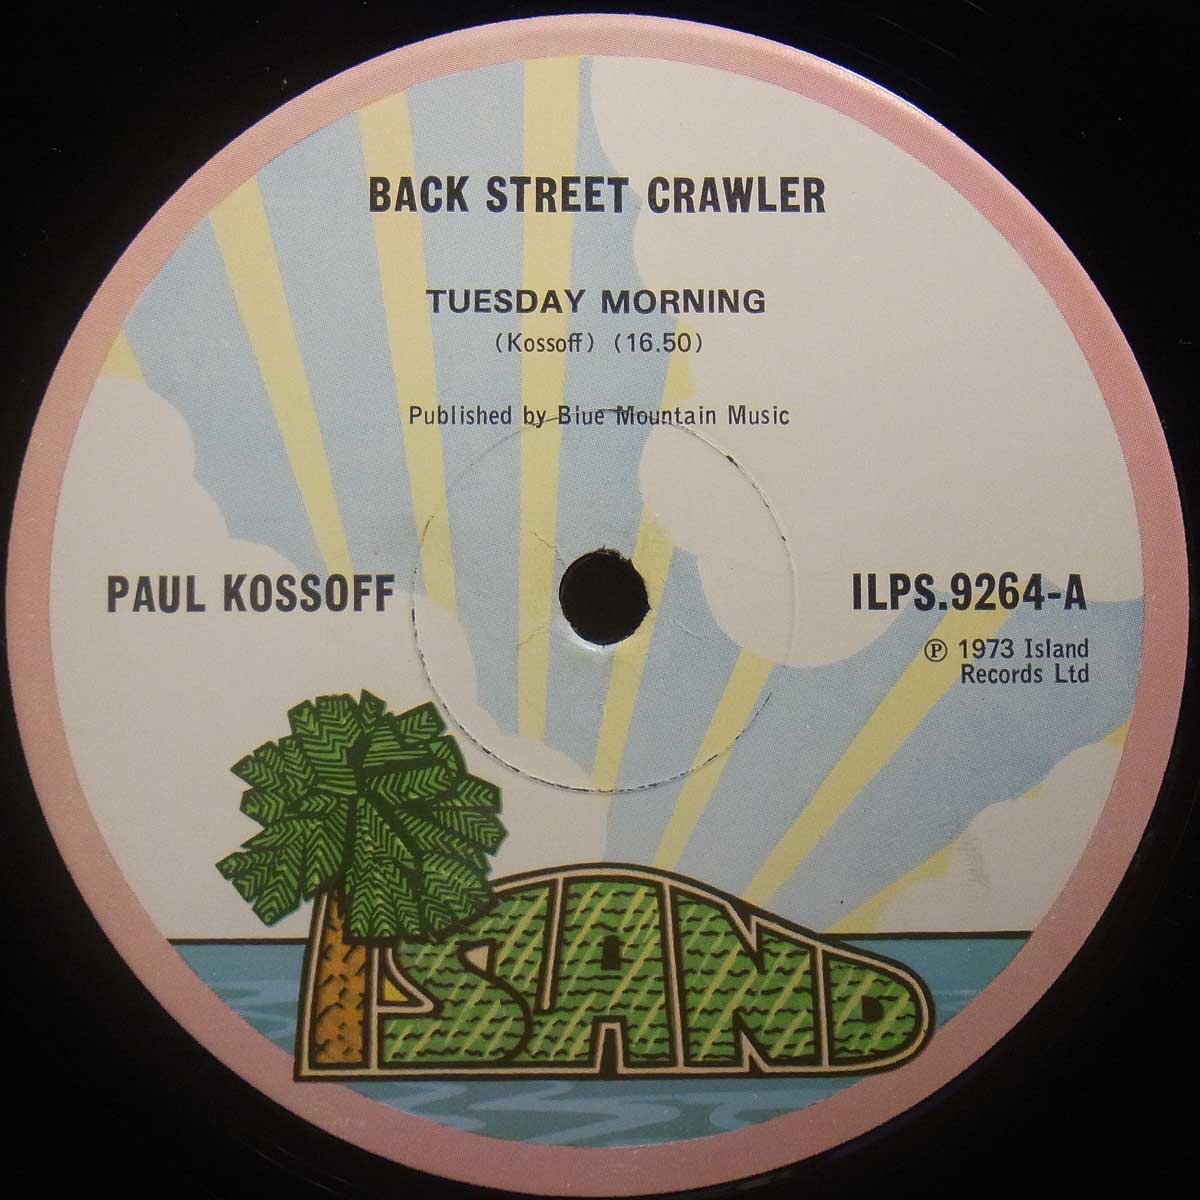 BACK STREET CRAWLER
TUESDAY MORNING
(Kossoff) (16.50)
Published by Blue Mountain Music
PAUL KOSSOFF
ILPS.9264-A
℗ 1973 Island
Records Ltd
ISLAND